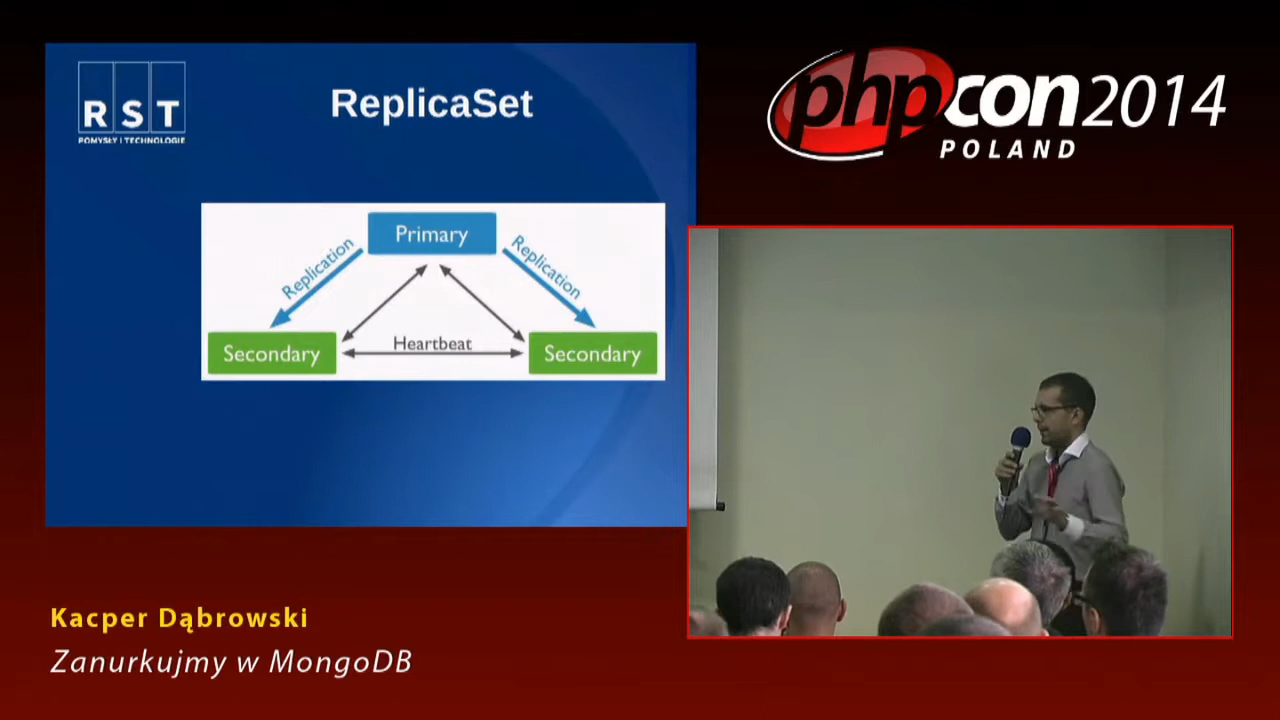 RST
POMYSŁY I TECHNOLOGIE
ReplicaSet
Primary
Replication
Replication
Heartbeat
Secondary
Secondary
phpcon2014
POLAND
Kacper Dąbrowski
Zanurkujmy w MongoDB